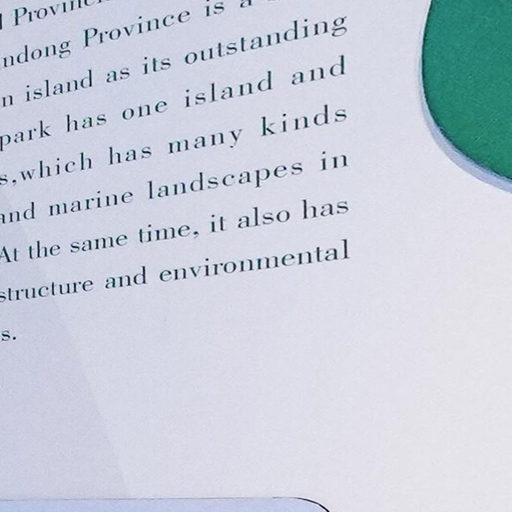 Province
ndong Province is a
n island as its outstanding
park has one island and
s,which has many kinds
and marine landscapes in
At the same time, it also has
structure and environmental
s.